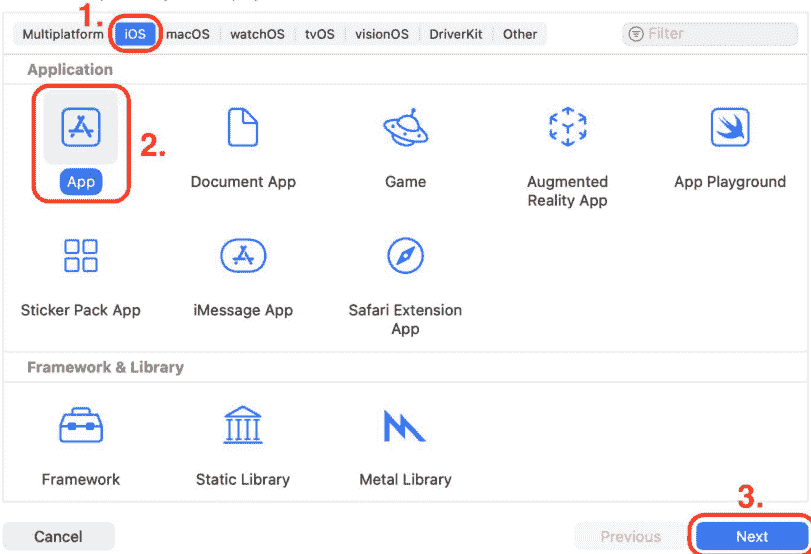 1.
Multiplatform iOS macOS watchOS tvOS visionOS DriverKit Other Filter
Application
2.
App Document App Game Augmented Reality App App Playground
Sticker Pack App iMessage App Safari Extension App
Framework & Library
Framework Static Library Metal Library
3.
Cancel Previous Next